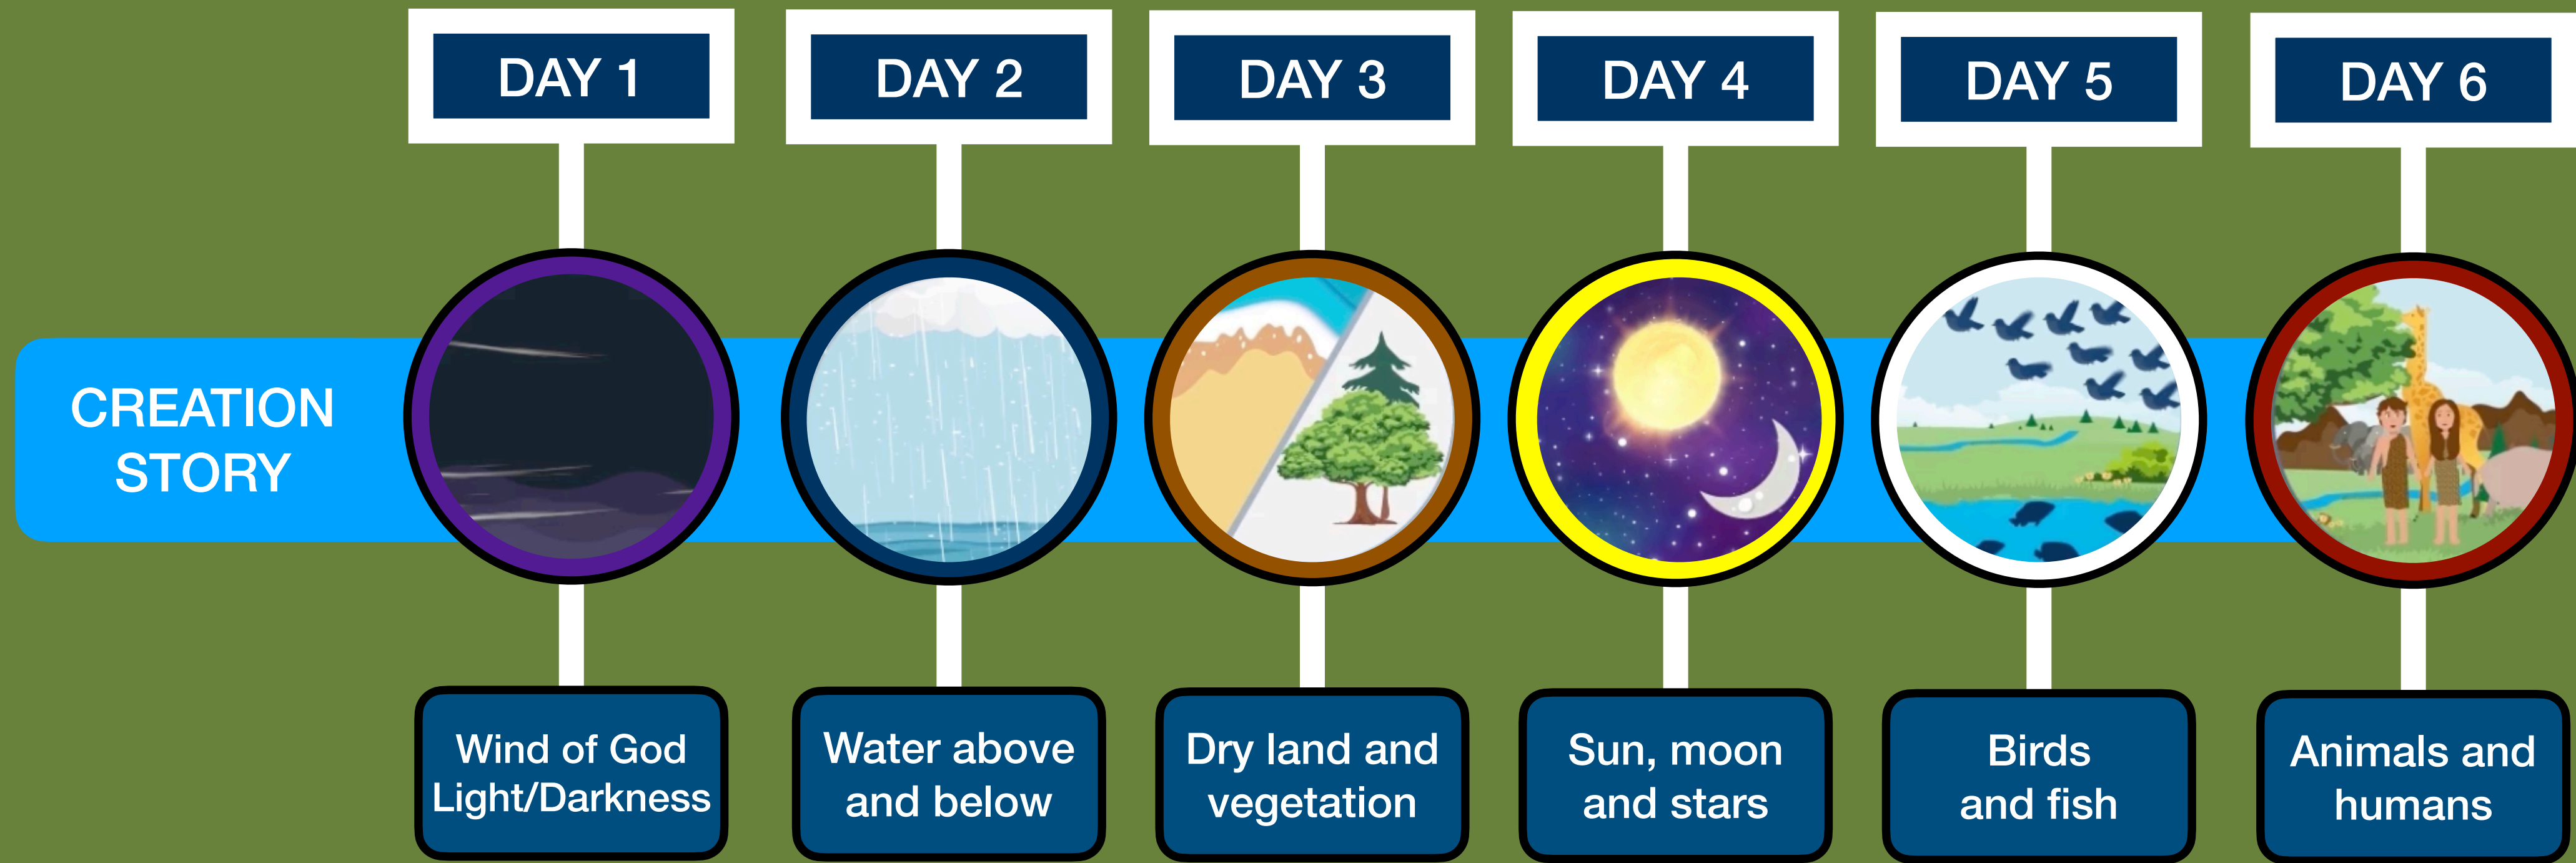 DAY 1
DAY 2
DAY 3
DAY 4
DAY 5
DAY 6
CREATION
STORY
Wind of God
Light/Darkness
Water above
and below
Dry land and
vegetation
Sun, moon
and stars
Birds
and fish
Animals and
humans